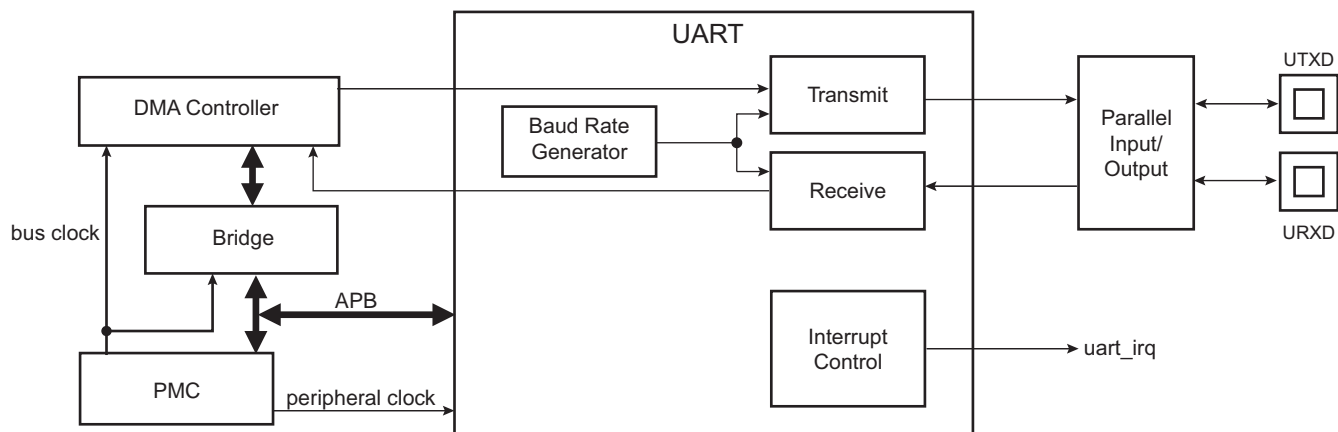 UART
UTXD
DMA Controller
Transmit
Baud Rate
Generator
Parallel
Input/
Output
Receive
bus clock
Bridge
URXD
APB
Interrupt
Control
uart_irq
PMC
peripheral clock